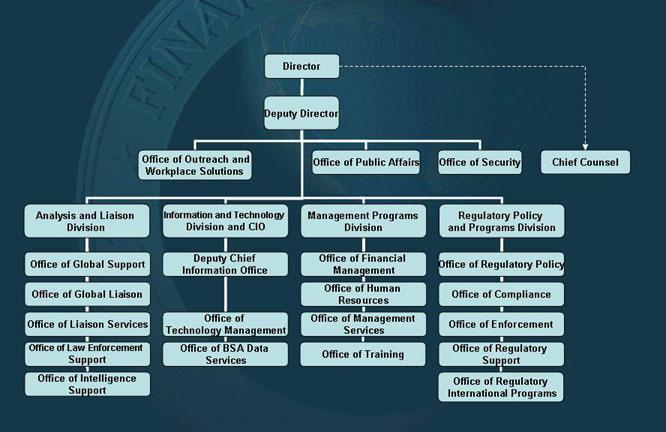 FINANC
Director
Deputy Director
Office of Outreach and
Workplace Solutions
Office of Public Affairs
Office of Security
Chief Counsel
Analysis and Liaison
Division
Information and Technology
Division and CIO
Management Programs
Division
Regulatory Policy
and Programs Division
Office of Global Support
Deputy Chief
Information Office
Office of Financial
Management
Office of Regulatory Policy
Office of Global Liaison
Office of Human
Resources
Office of Compliance
Office of Liaison Services
Office of
Technology Management
Office of Management
Services
Office of Enforcement
Office of Law Enforcement
Support
Office of BSA Data
Services
Office of Training
Office of Regulatory
Support
Office of Intelligence
Support
Office of Regulatory
International Programs